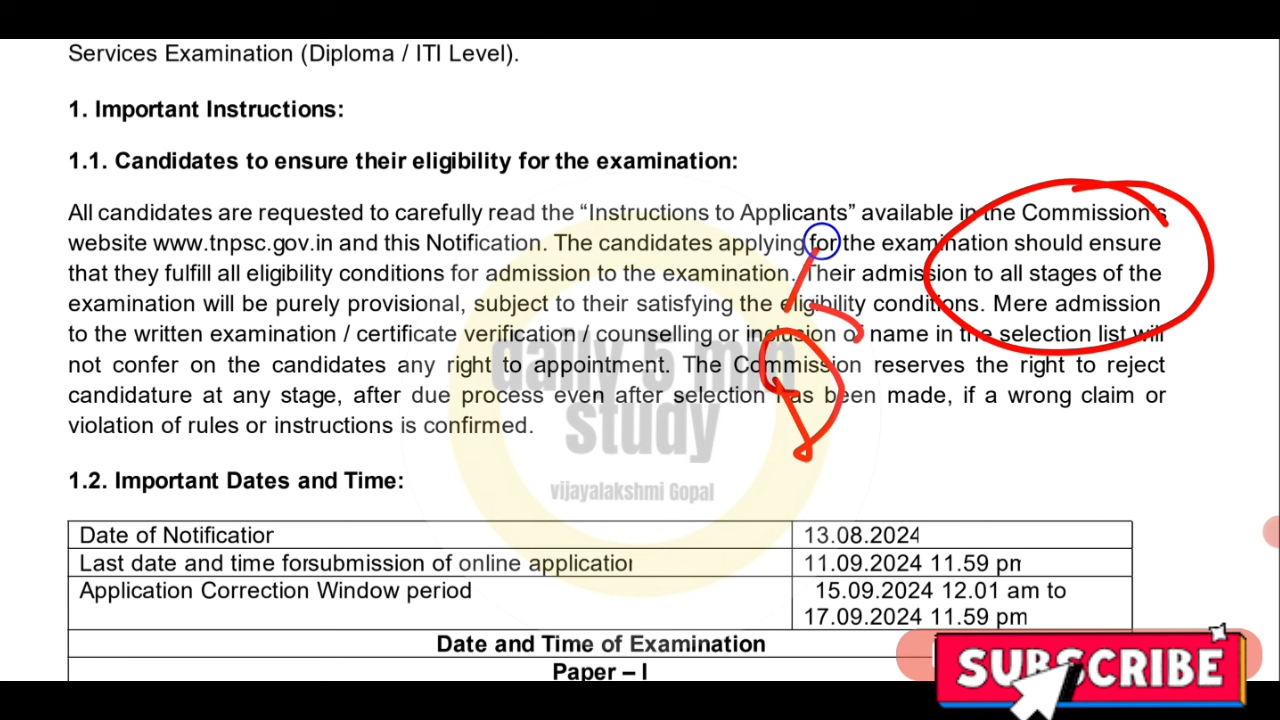 Services Examination (Diploma / ITI Level).
1. Important Instructions:
1.1. Candidates to ensure their eligibility for the examination:
All candidates are requested to carefully read the “Instructions to Applicants” available in the Commission's
website www.tnpsc.gov.in and this Notification. The candidates applying for the examination should ensure
that they fulfill all eligibility conditions for admission to the examination. Their admission to all stages of the
examination will be purely provisional, subject to their satisfying the eligibility conditions. Mere admission
to the written examination / certificate verification / counselling or inclusion of name in the selection list will
not confer on the candidates any right to appointment. The Commission reserves the right to reject
candidature at any stage, after due process even after selection has been made, if a wrong claim or
violation of rules or instructions is confirmed.
daily 5 min
study
vijayalakshmi Gopal
1.2. Important Dates and Time:
Date of Notification 13.08.2024
Last date and time forsubmission of online application 11.09.2024 11.59 pm
Application Correction Window period 15.09.2024 12.01 am to
17.09.2024 11.59 pm
Date and Time of Examination
Paper – I
SUBSCRIBE